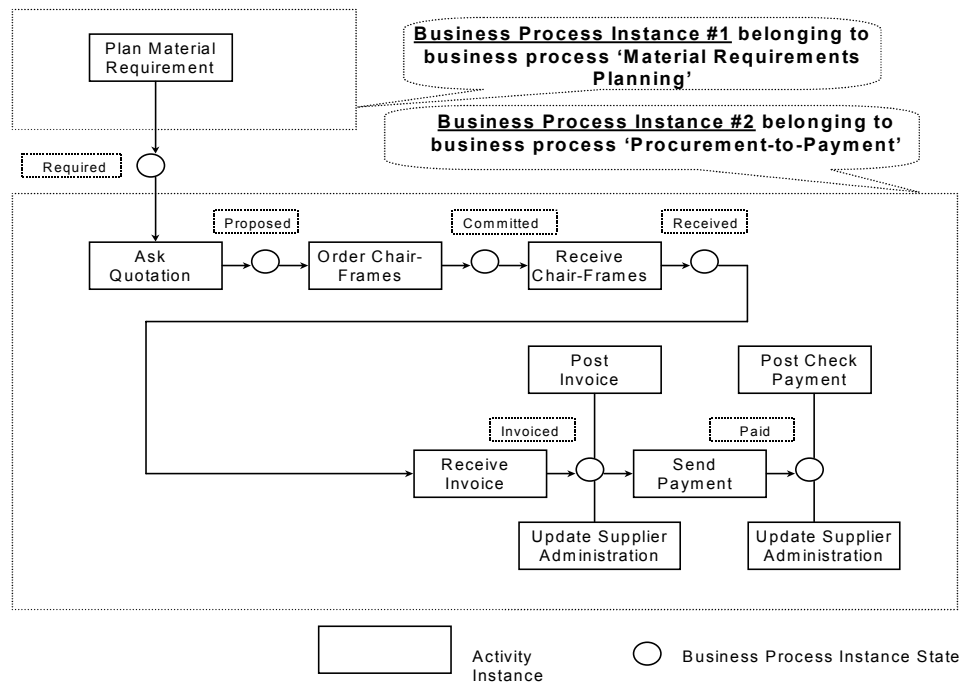 Plan Material
Requirement
Business Process Instance #1 belonging to
business process ‘Material Requirements
Planning’
Business Process Instance #2 belonging to
business process ‘Procurement-to-Payment’
Required
Proposed
Committed
Received
Ask
Quotation
Order Chair-
Frames
Receive
Chair-Frames
Post
Invoice
Post Check
Payment
Invoiced
Paid
Receive
Invoice
Send
Payment
Update Supplier
Administration
Update Supplier
Administration
Activity
Instance
Business Process Instance State